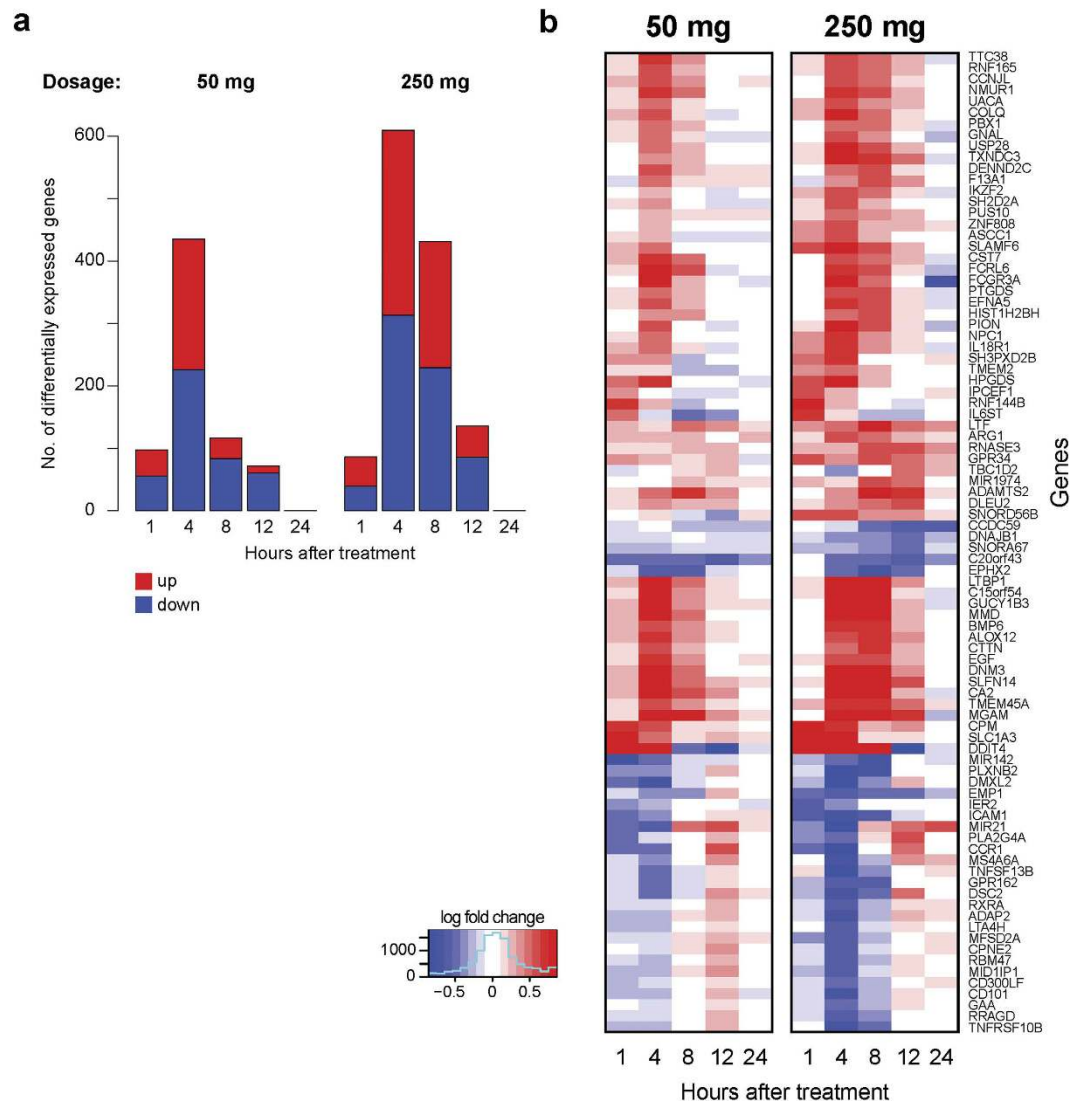 a
Dosage: 50 mg 250 mg
600
400
200
0
No. of differentially expressed genes
1 4 8 12 24 1 4 8 12 24
Hours after treatment
up
down
log fold change
1000
0
−0.5 0 0.5
b
50 mg 250 mg
TTC38
RNF165
CCNJL
NMUR1
UACA
COLQ
PBX1
GNAL
USP28
TXNDC3
DENND2C
F13A1
IKZF2
SH2D2A
PUS10
ZNF808
ASCC1
SLAMF6
CST7
FCRL6
FCGR3A
PTGDS
EFNA5
HIST1H2BH
PION
NPC1
IL18R1
SH3PXD2B
TMEM2
HPGDS
IPCEF1
RNF144B
IL6ST
LTF
ARG1
RNASE3
GPR34
TBC1D2
MIR1974
ADAMTS2
DLEU2
SNORD56B
CCDC59
DNAJB1
SNORA67
C20orf43
EPHX2
LTBP1
C15orf54
GUCY1B3
MMD
BMP6
ALOX12
CTTN
EGF
DNM3
SLFN14
CA2
TMEM45A
MGAM
CPM
SLC1A3
DDIT4
MIR142
PLXNB2
DMXL2
EMP1
IER2
ICAM1
MIR21
PLA2G4A
CCR1
MS4A6A
TNFSF13B
GPR162
DSC2
RXRA
ADAP2
LTA4H
MFSD2A
CPNE2
RBM47
MID1IP1
CD300LF
CD101
GAA
RRAGD
TNFRSF10B
Genes
1 4 8 12 24 1 4 8 12 24
Hours after treatment